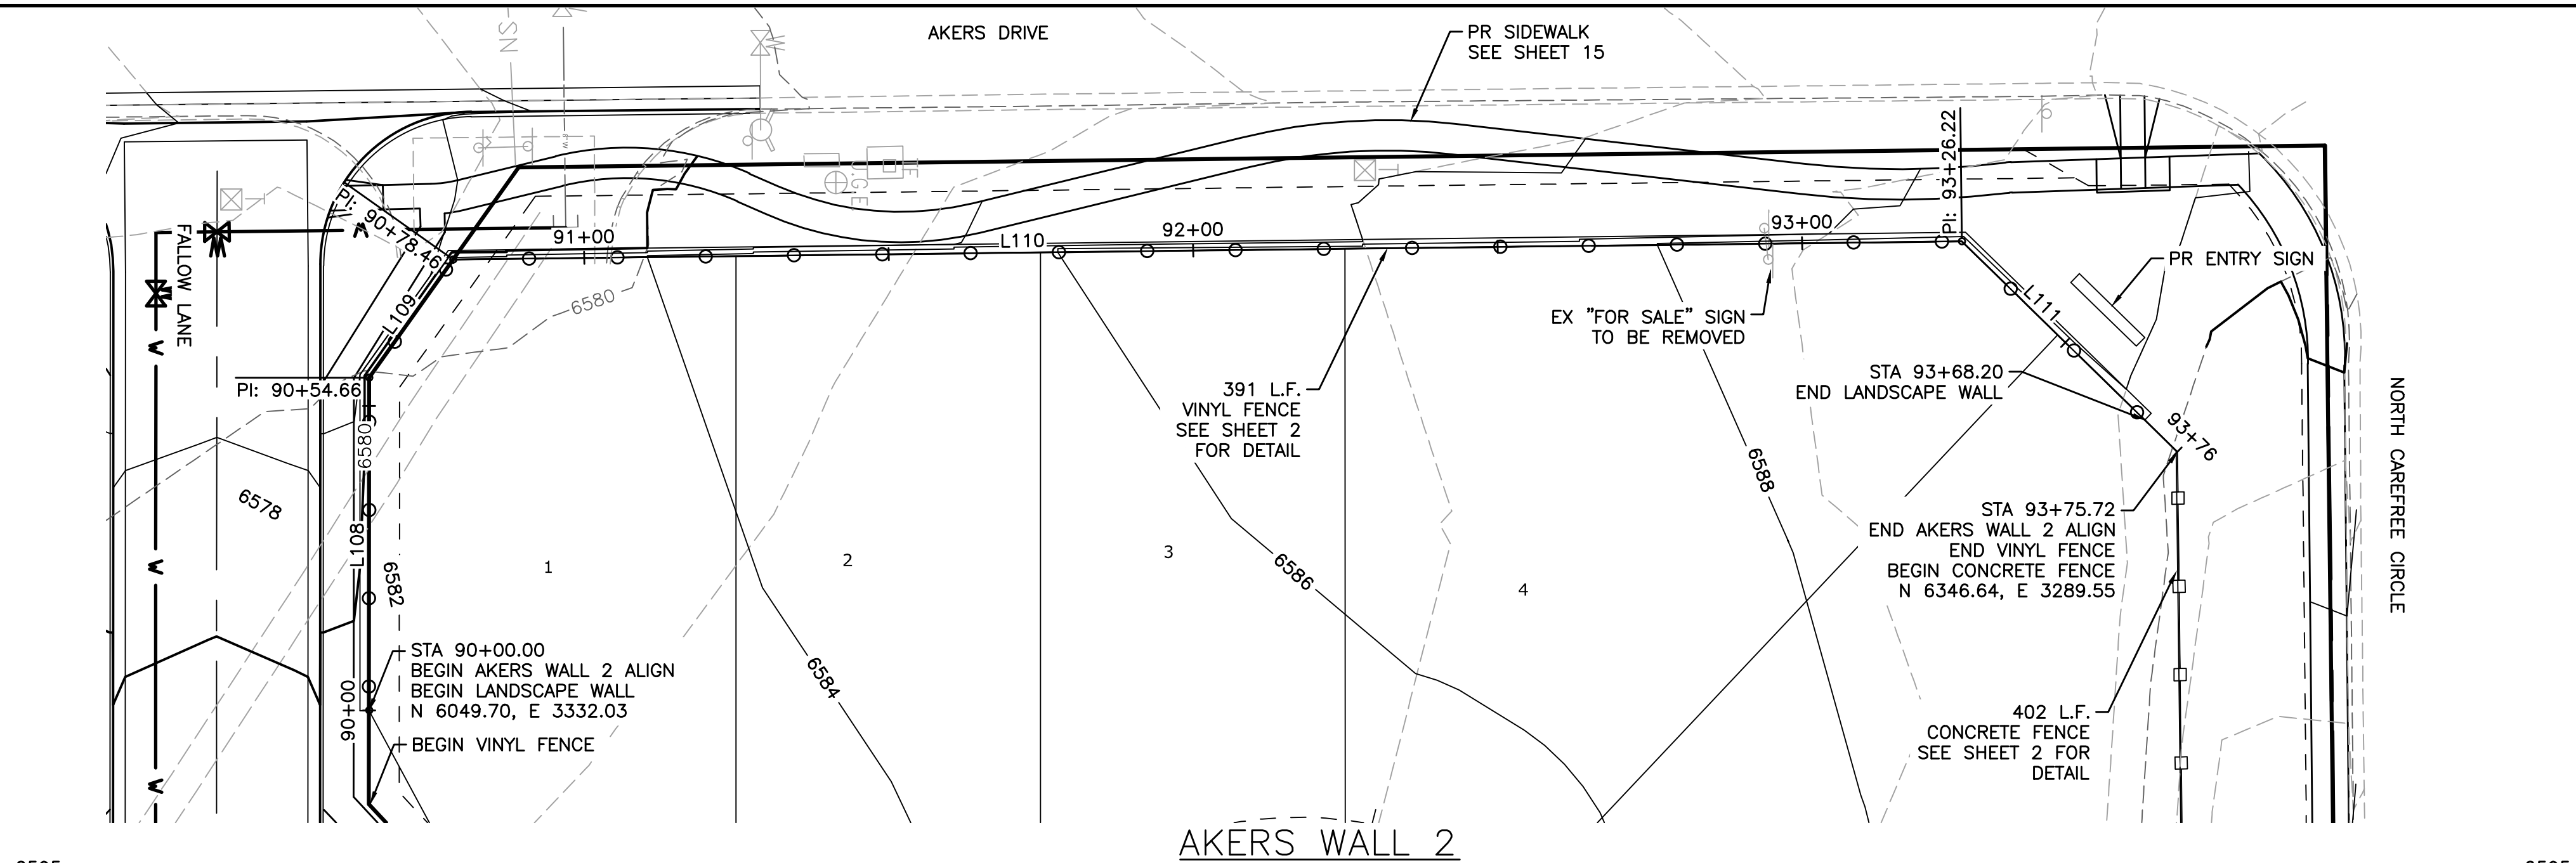 AKERS DRIVE
PR SIDEWALK
SEE SHEET 15
NS
W
T
T
U.G.E
FALLOW LANE
PI: 90+78.46
91+00
L110
92+00
93+00
PI: 93+26.22
PR ENTRY SIGN
L109
6580
L111
EX "FOR SALE" SIGN
TO BE REMOVED
PI: 90+54.66
391 L.F.
VINYL FENCE
SEE SHEET 2
FOR DETAIL
STA 93+68.20
END LANDSCAPE WALL
93+76
NORTH CAREFREE CIRCLE
6580
6578
L108
6582
1
2
3
4
6588
6586
6584
STA 93+75.72
END AKERS WALL 2 ALIGN
END VINYL FENCE
BEGIN CONCRETE FENCE
N 6346.64, E 3289.55
W
W
W
STA 90+00.00
BEGIN AKERS WALL 2 ALIGN
BEGIN LANDSCAPE WALL
N 6049.70, E 3332.03
90+00
BEGIN VINYL FENCE
402 L.F.
CONCRETE FENCE
SEE SHEET 2 FOR
DETAIL
AKERS WALL 2